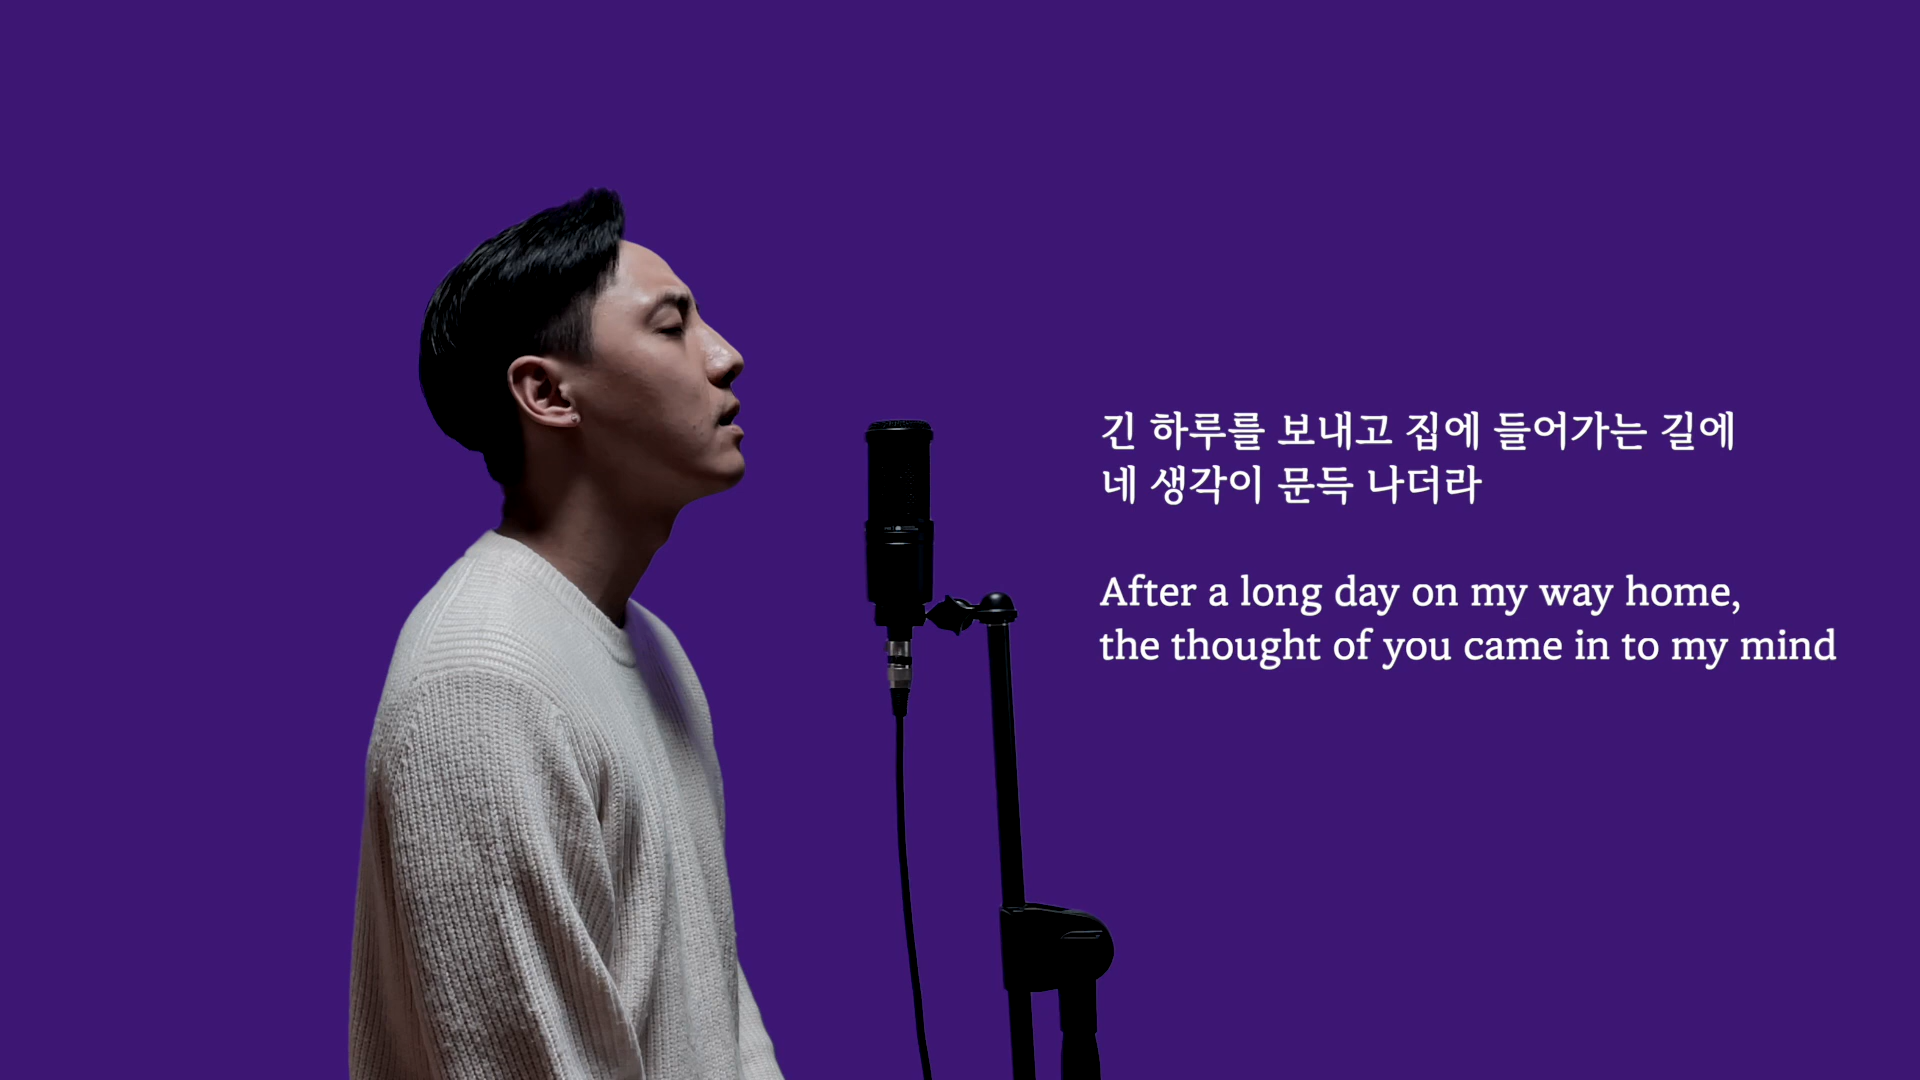 긴 하루를 보내고 집에 들어가는 길에
네 생각이 문득 나더라
After a long day on my way home,
the thought of you came in to my mind